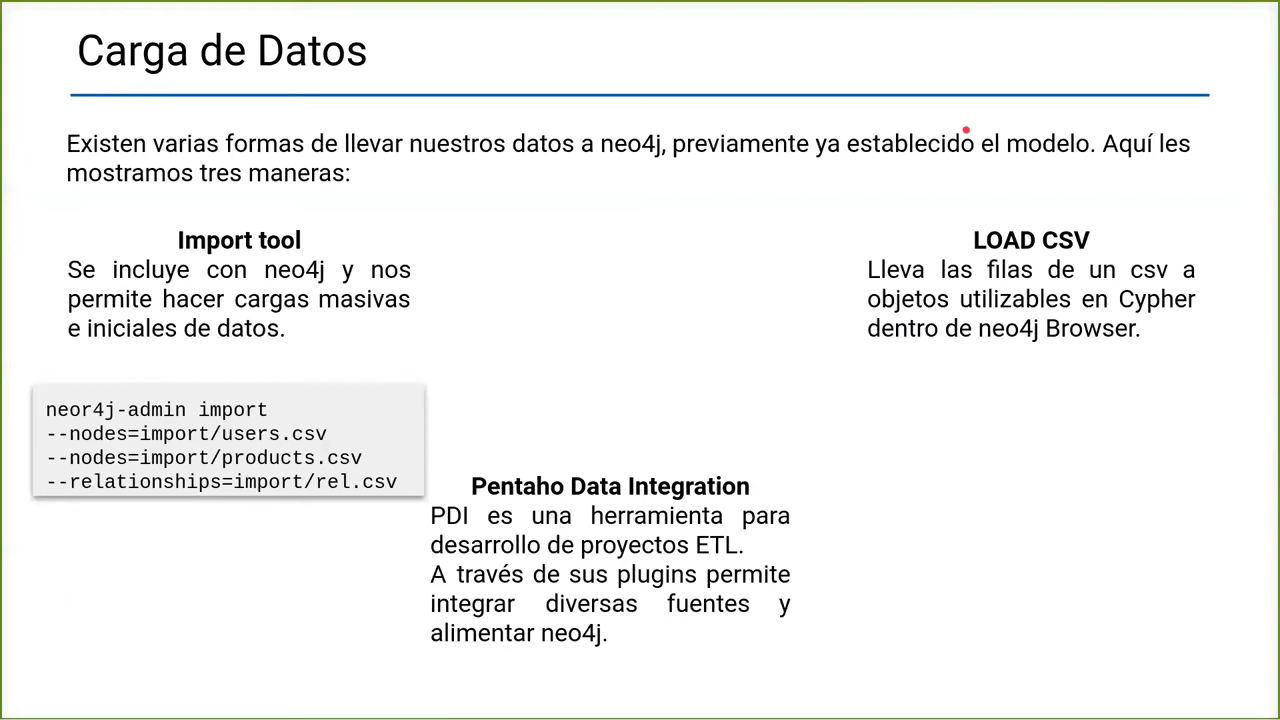 Carga de Datos
Existen varias formas de llevar nuestros datos a neo4j, previamente ya establecido el modelo. Aquí les
mostramos tres maneras:
Import tool
Se incluye con neo4j y nos
permite hacer cargas masivas
e iniciales de datos.
LOAD CSV
Lleva las filas de un csv a
objetos utilizables en Cypher
dentro de neo4j Browser.
neor4j-admin import
--nodes=import/users.csv
--nodes=import/products.csv
--relationships=import/rel.csv
Pentaho Data Integration
PDI es una herramienta para
desarrollo de proyectos ETL.
A través de sus plugins permite
integrar diversas fuentes y
alimentar neo4j.